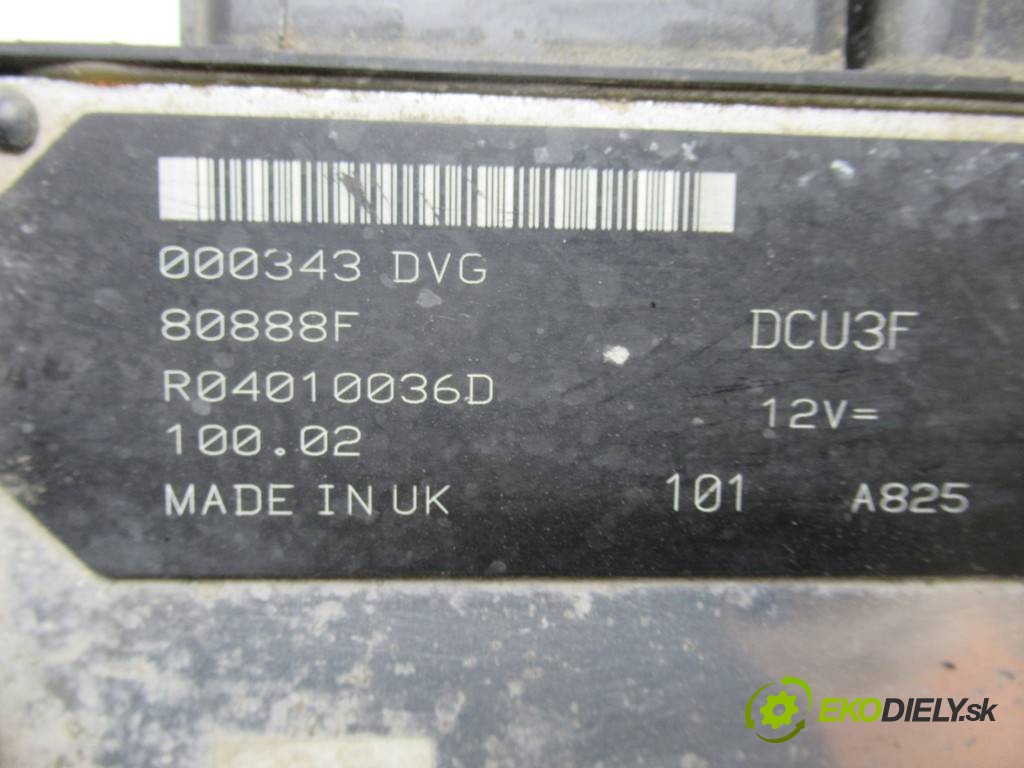 000343 DVG
80888F
DCU3F
R04010036D
12V=
100.02
MADE IN UK
101
A825
EKODIELY.sk